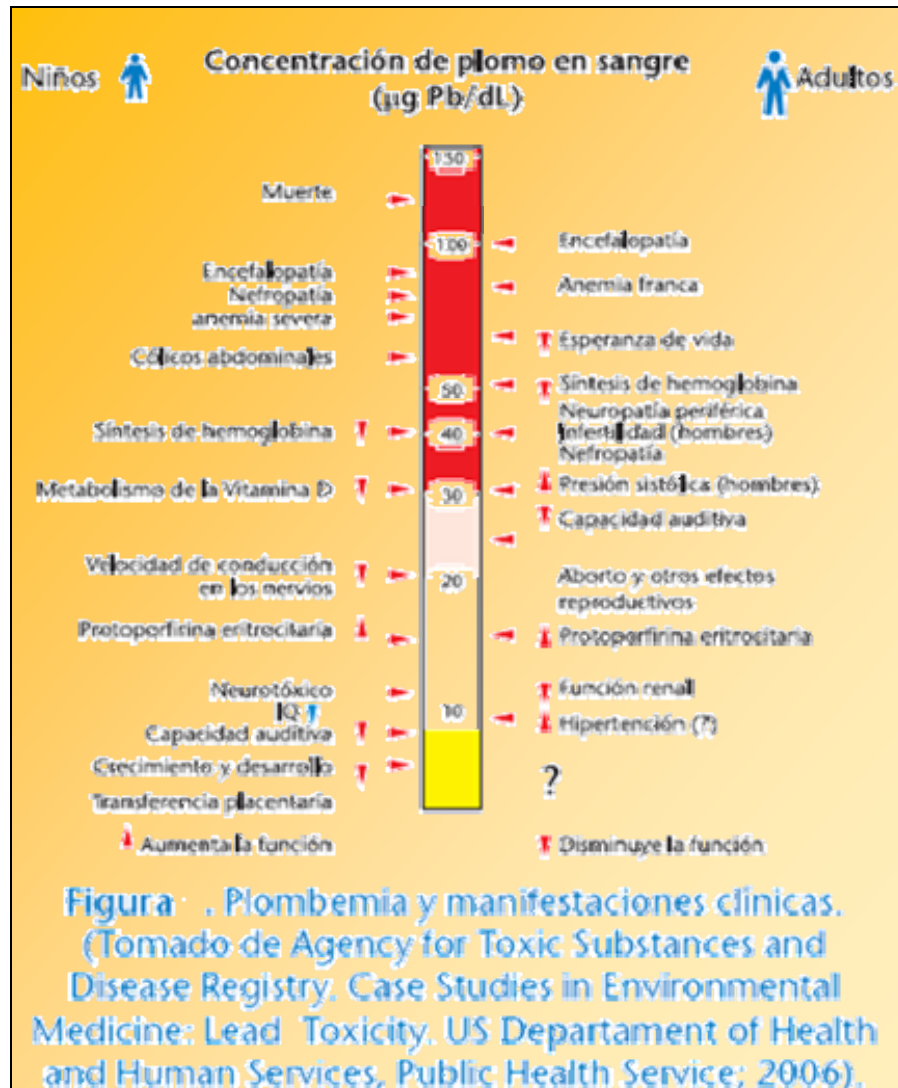 Niños
Concentración de plomo en sangre
(µg Pb/dL)
Adultos
150
Muerte
100
Encefalopatía
Encefalopatía
Nefropatía
anemia severa
Anemia franca
Cólicos abdominales
Esperanza de vida
50
Síntesis de hemoglobina
Síntesis de hemoglobina
40
Neuropatía periférica
Infertilidad (hombres)
Nefropatía
Metabolismo de la Vitamina D
30
Presión sistólica (hombres)
Capacidad auditiva
Velocidad de conducción
en los nervios
20
Aborto y otros efectos
reproductivos
Protoporfirina eritrocitaria
Protoporfirina eritrocitaria
Neurotóxico
IQ
Capacidad auditiva
10
Función renal
Hipertención (?)
Crecimiento y desarrollo
Transferencia placentaria
?
Aumenta la función
Disminuye la función
Figura . Plombemia y manifestaciones clínicas.
(Tomado de Agency for Toxic Substances and
Disease Registry. Case Studies in Environmental
Medicine: Lead Toxicity. US Departament of Health
and Human Services, Public Health Service: 2006).